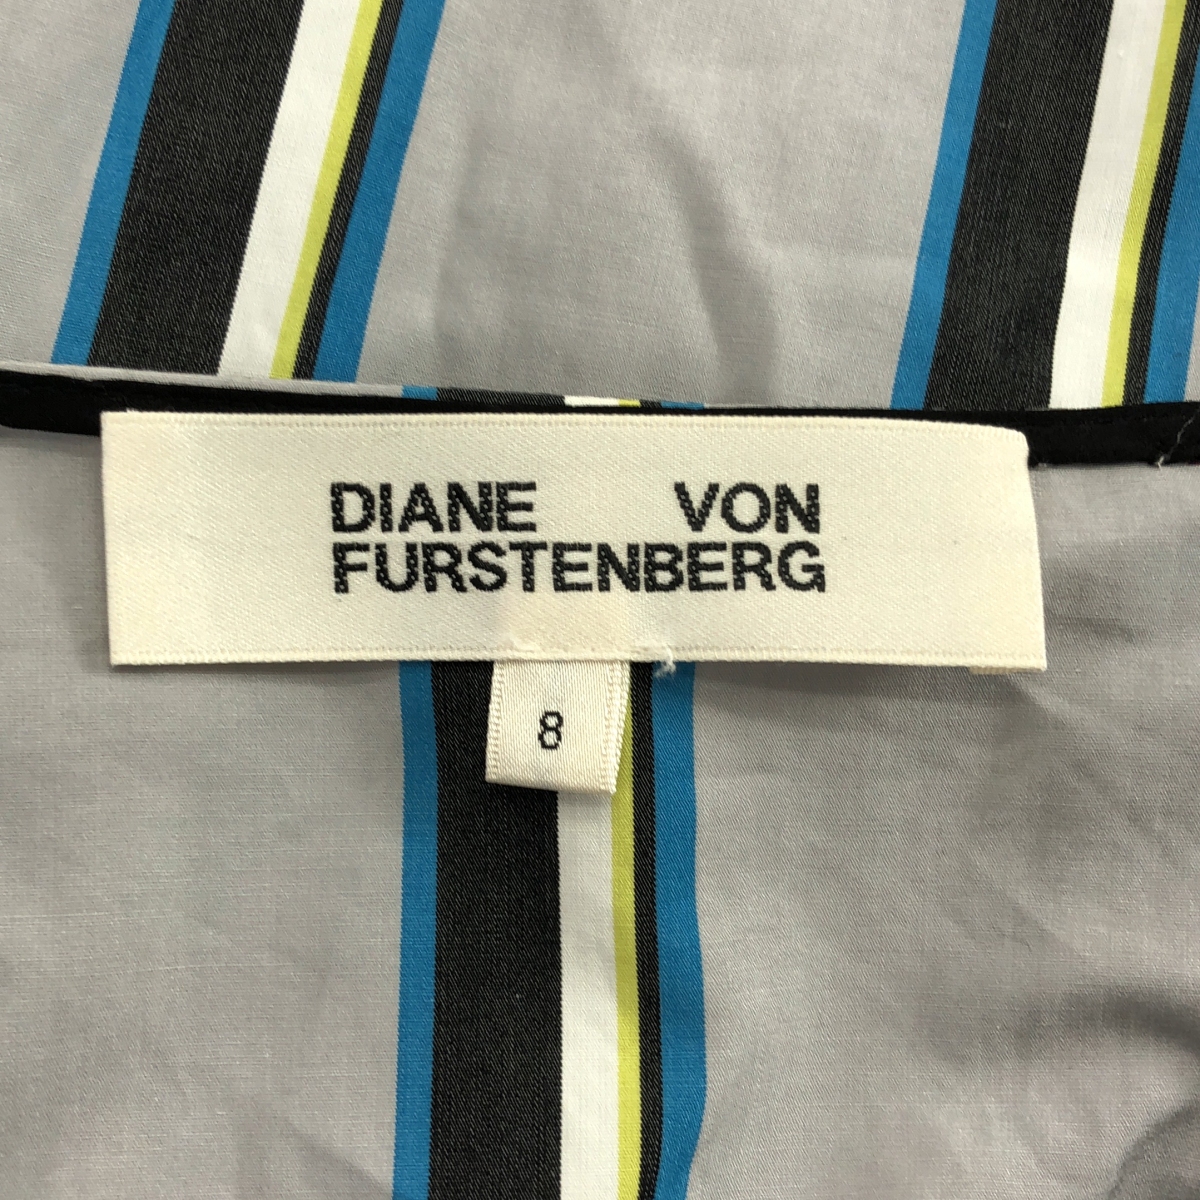 DIANE VON
FURSTENBERG
8